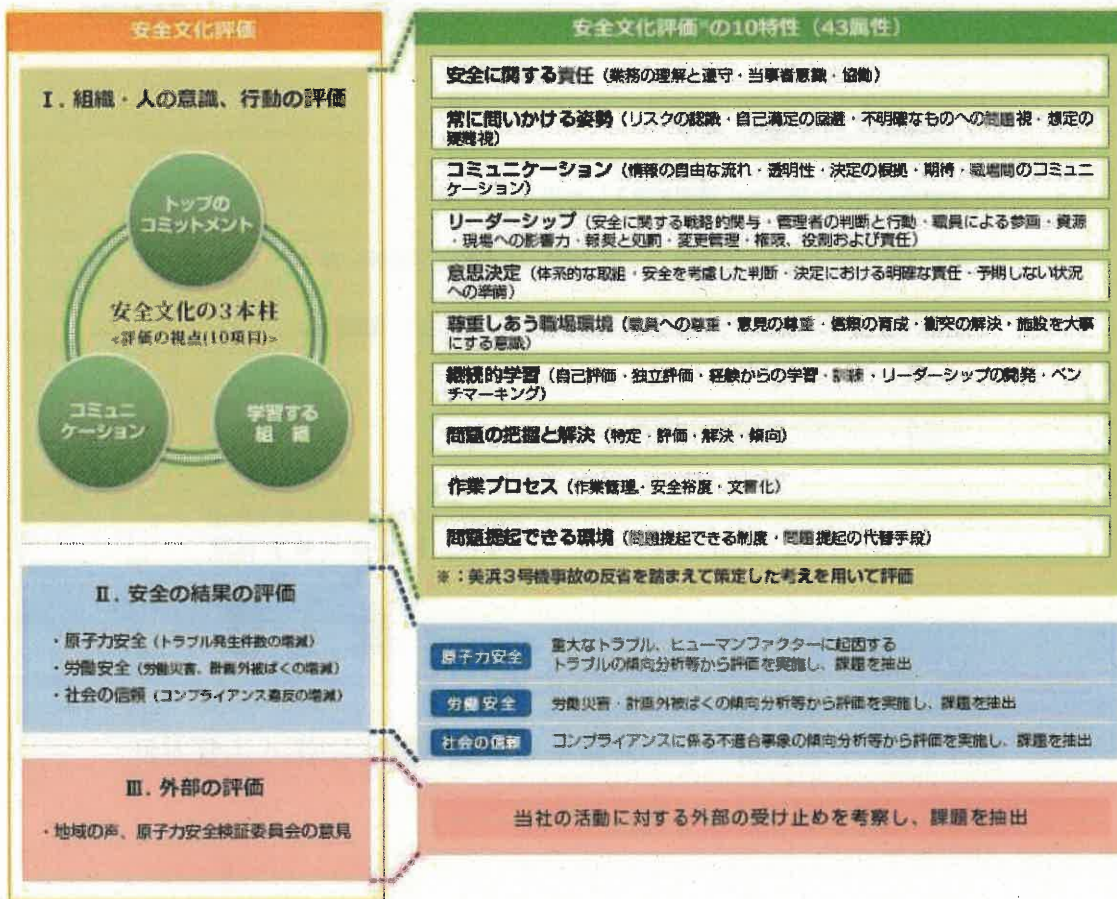 安全文化評価
Ⅰ. 組織・人の意識、行動の評価
トップの
コミットメント
安全文化の3本柱
<評価の視点(10項目)>
コミュニ
ケーション
学習する
組織
Ⅱ. 安全の結果の評価
・原子力安全（トラブル発生件数の増減）
・労働安全（労働災害、計画外被ばくの増減）
・社会の信頼（コンプライアンス違反の増減）
Ⅲ. 外部の評価
・地域の声、原子力安全検証委員会の意見
安全文化評価※の10特性（43属性）
安全に関する責任（業務の理解と遵守・当事者意識・協働）
常に問いかける姿勢（リスクの認識・自己満足の回避・不明確なものへの問題視・想定の
疑難視）
コミュニケーション（情報の自由な流れ・透明性・決定の根拠・期待・職場間のコミュニ
ケーション）
リーダーシップ（安全に関する戦略的関与・管理者の判断と行動・職員による参画・資源
・現場への影響力・報奨と処罰・変更管理・権限、役割および責任）
意思決定（体系的な取組・安全を考慮した判断・決定における明確な責任・予期しない状況
への準備）
尊重しあう職場環境（職員への尊重・意見の尊重・信頼の育成・衝突の解決・施設を大事
にする意識）
継続的学習（自己評価・独立評価・経験からの学習・訓練・リーダーシップの開発・ベン
チマーキング）
問題の把握と解決（特定・評価・解決・傾向）
作業プロセス（作業管理・安全裕度・文書化）
問題提起できる環境（問題提起できる制度・問題提起の代替手段）
※：美浜３号機事故の反省を踏まえて策定した考えを用いて評価
原子力安全
重大なトラブル、ヒューマンファクターに起因する
トラブルの傾向分析等から評価を実施し、課題を抽出
労働安全
労働災害・計画外被ばくの傾向分析等から評価を実施し、課題を抽出
社会の信頼
コンプライアンスに係る不適合事象の傾向分析等から評価を実施し、課題を抽出
当社の活動に対する外部の受け止めを考察し、課題を抽出